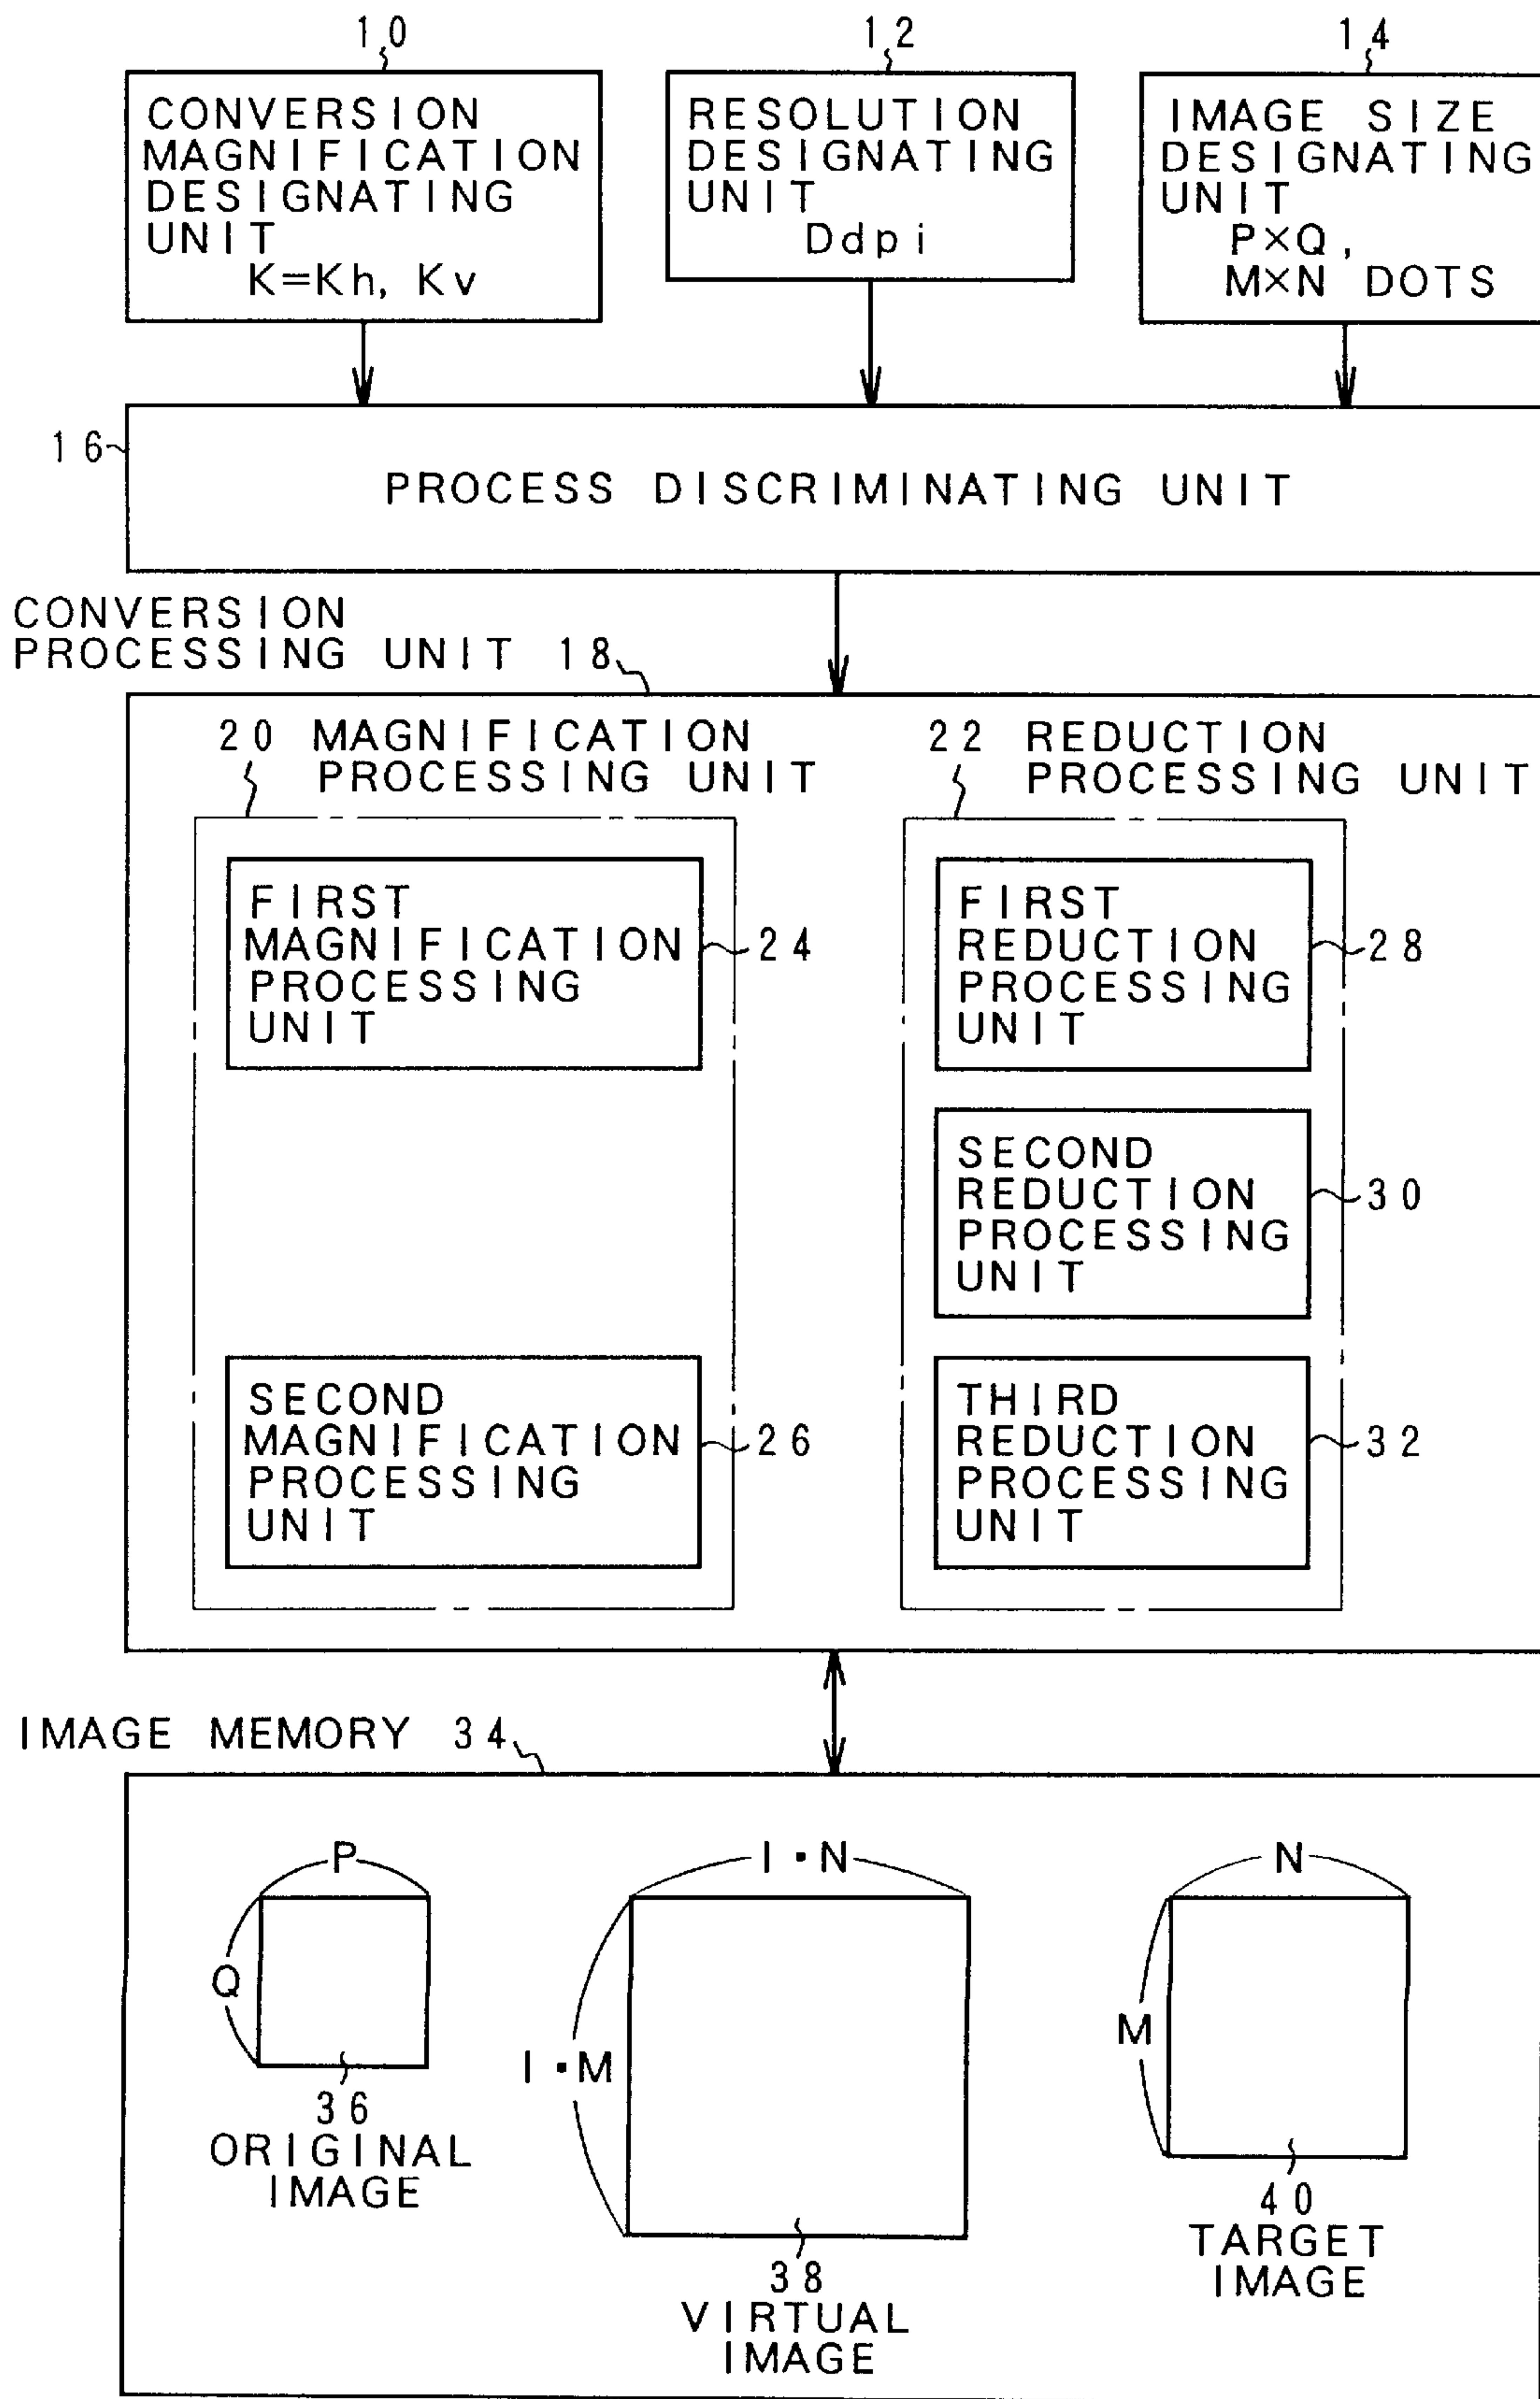 10
CONVERSION
MAGNIFICATION
DESIGNATING
UNIT
K=Kh, Kv
12
RESOLUTION
DESIGNATING
UNIT
Ddpi
14
IMAGE SIZE
DESIGNATING
UNIT
P×Q,
M×N DOTS
16
PROCESS DISCRIMINATING UNIT
CONVERSION
PROCESSING UNIT 18
20 MAGNIFICATION
PROCESSING UNIT
22 REDUCTION
PROCESSING UNIT
FIRST
MAGNIFICATION
PROCESSING
UNIT
24
FIRST
REDUCTION
PROCESSING
UNIT
28
SECOND
REDUCTION
PROCESSING
UNIT
30
SECOND
MAGNIFICATION
PROCESSING
UNIT
26
THIRD
REDUCTION
PROCESSING
UNIT
32
IMAGE MEMORY 34
P
Q
36
ORIGINAL
IMAGE
I·N
I·M
38
VIRTUAL
IMAGE
N
M
40
TARGET
IMAGE